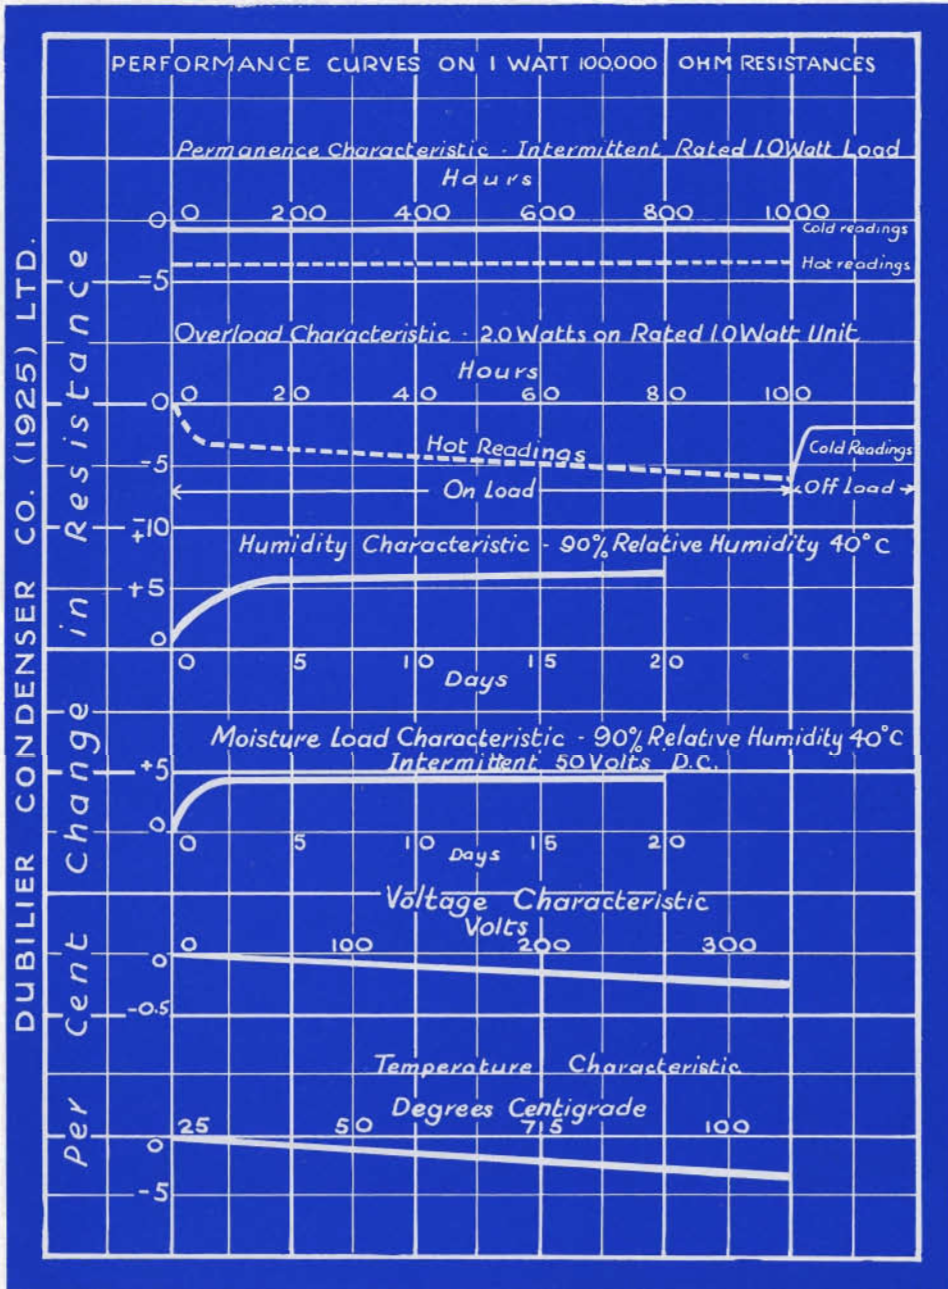 PERFORMANCE CURVES ON 1 WATT 100,000 OHM RESISTANCES
DUBILIER CONDENSER CO. (1925) LTD.
Per Cent Change in Resistance
Permanence Characteristic - Intermittent Rated 1.0 Watt Load
Hours
0 200 400 600 800 1000
0
Cold readings
Hot readings
-5
Overload Characteristic - 2.0 Watts on Rated 1.0 Watt Unit
Hours
0 20 40 60 80 100
0
Hot Readings
Cold Readings
-5
On Load
Off Load
-10
+10
Humidity Characteristic - 90% Relative Humidity 40°C
+5
0
0 5 10 15 20
Days
Moisture Load Characteristic - 90% Relative Humidity 40°C
Intermittent 50 Volts D.C.
+5
0
0 5 10 15 20
Days
Voltage Characteristic
Volts
0 100 200 300
0
-0.5
Temperature Characteristic
Degrees Centigrade
25 50 715 100
0
-5